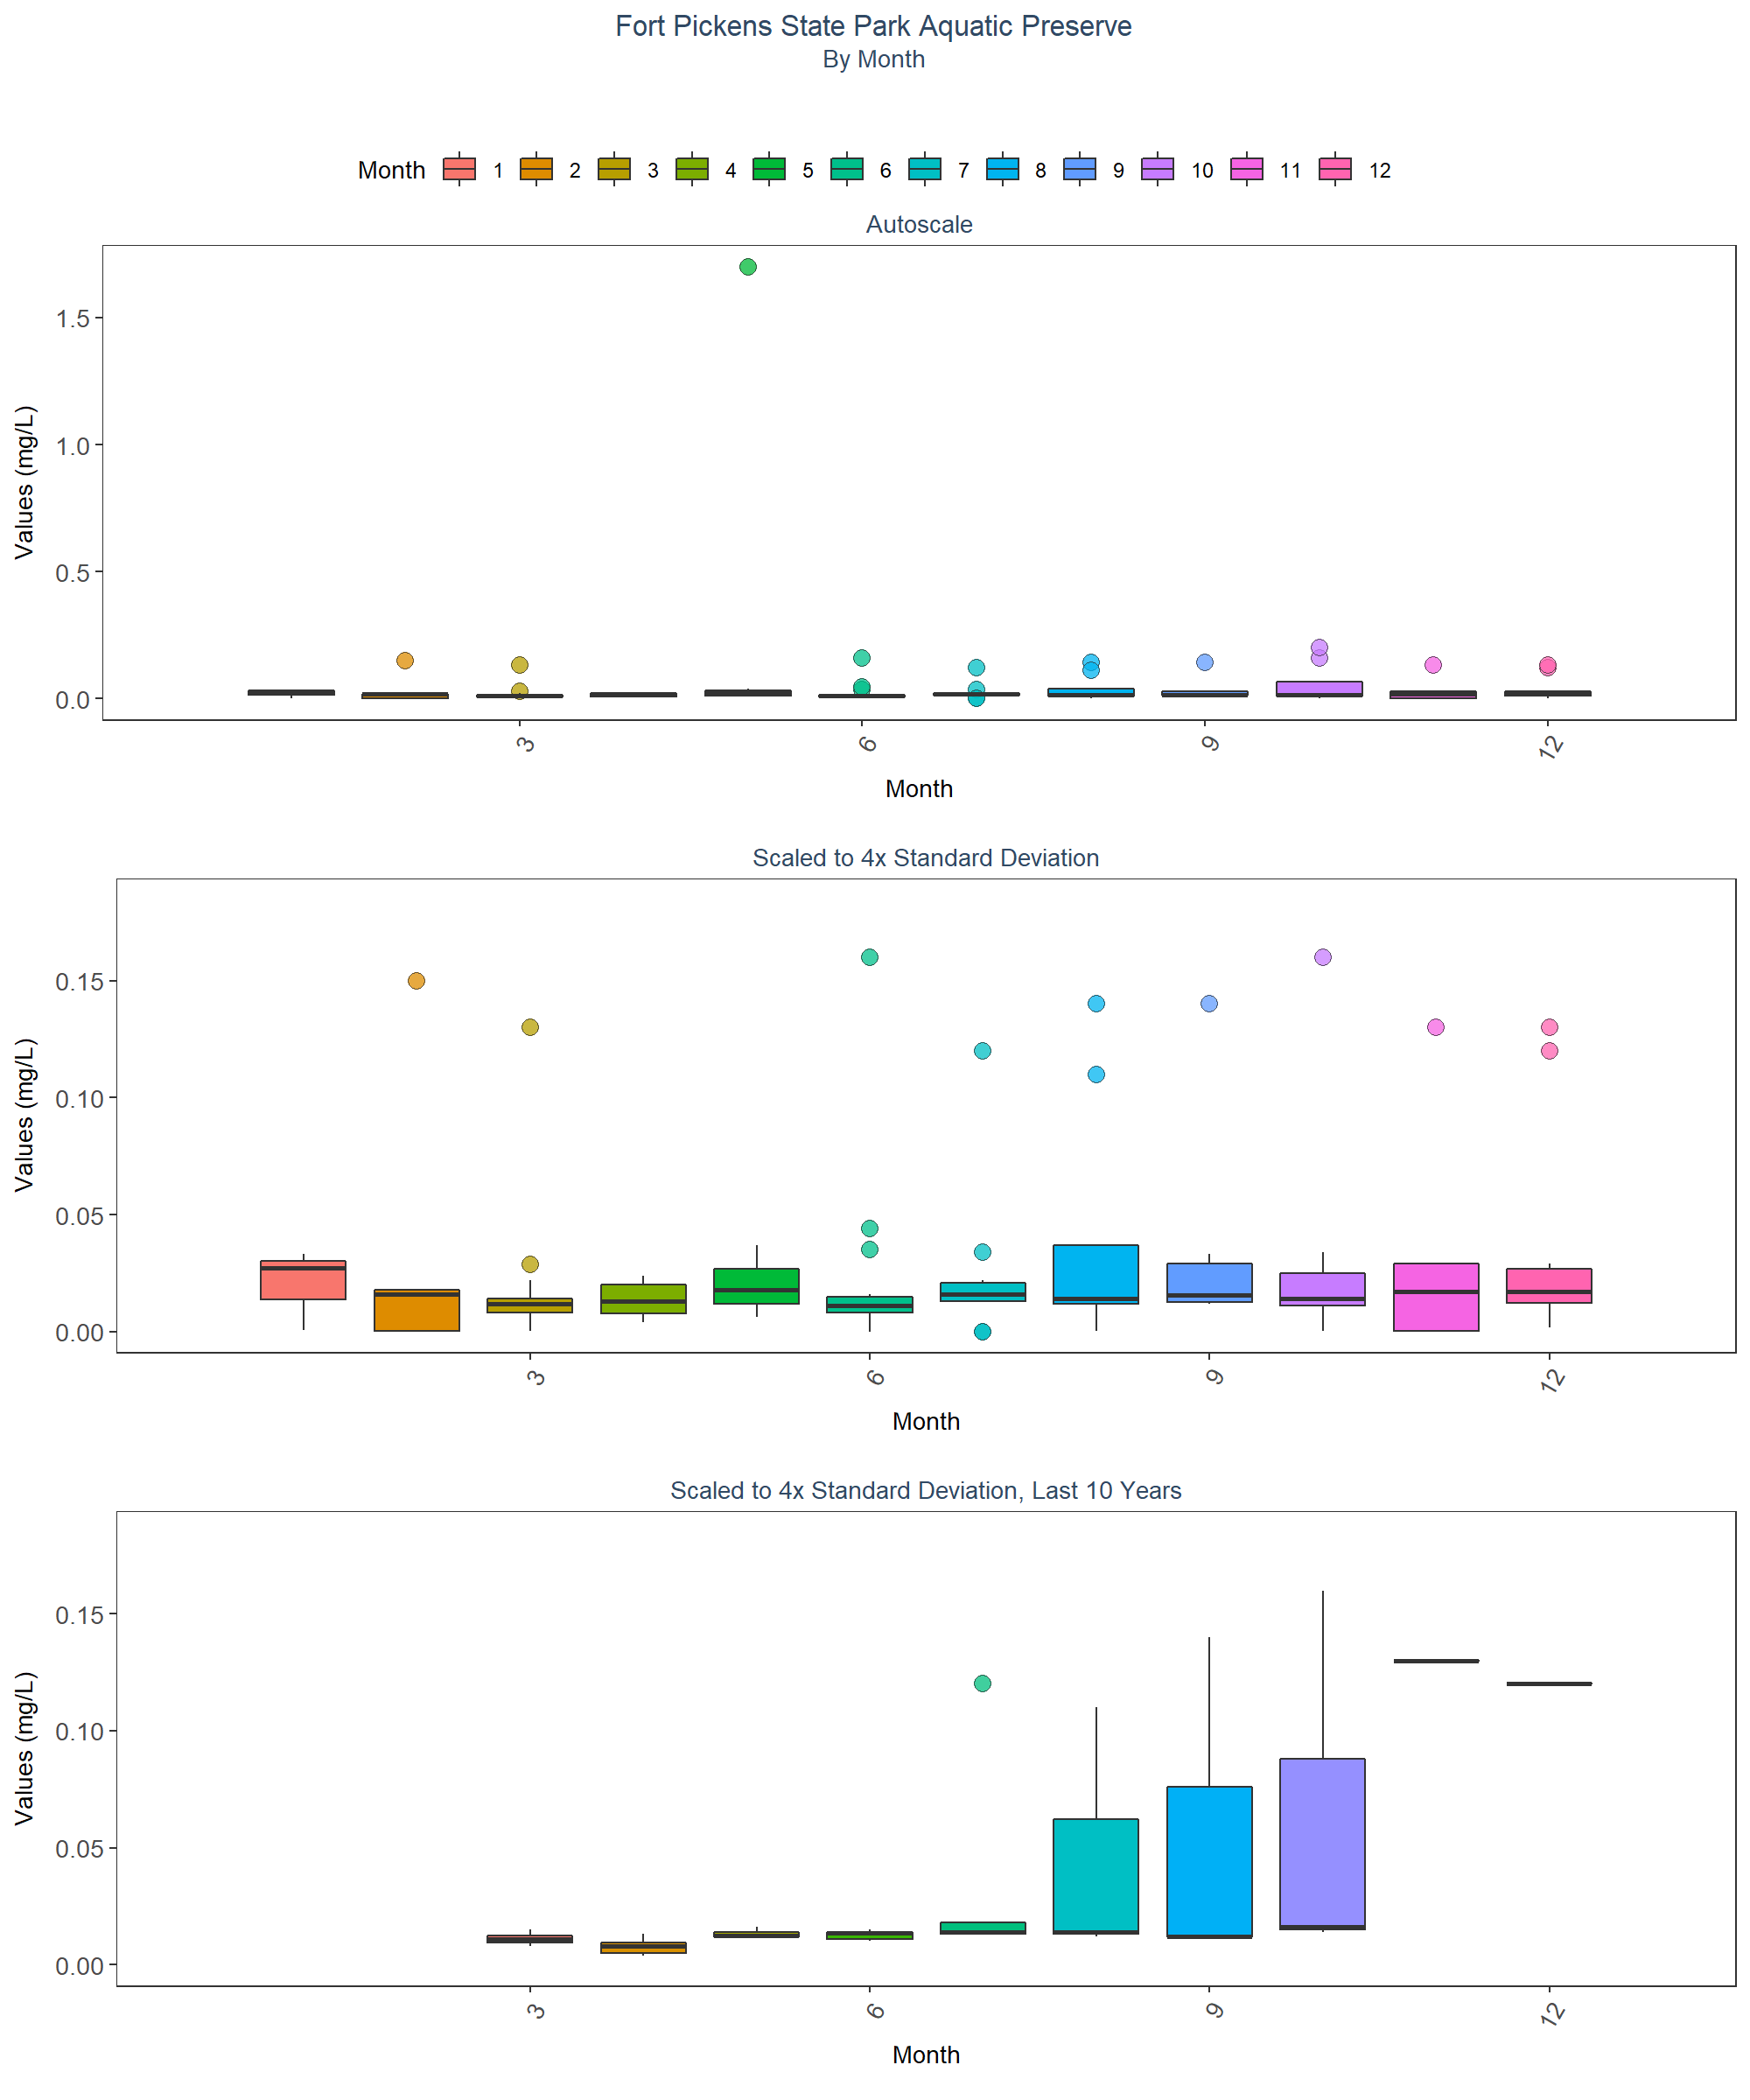 Fort Pickens State Park Aquatic Preserve
By Month
Month 1 2 3 4 5 6 7 8 9 10 11 12
Autoscale
Values (mg/L)
1.5
1.0
0.5
0.0
3 6 9 12
Month
Scaled to 4x Standard Deviation
Values (mg/L)
0.15
0.10
0.05
0.00
3 6 9 12
Month
Scaled to 4x Standard Deviation, Last 10 Years
Values (mg/L)
0.15
0.10
0.05
0.00
3 6 9 12
Month